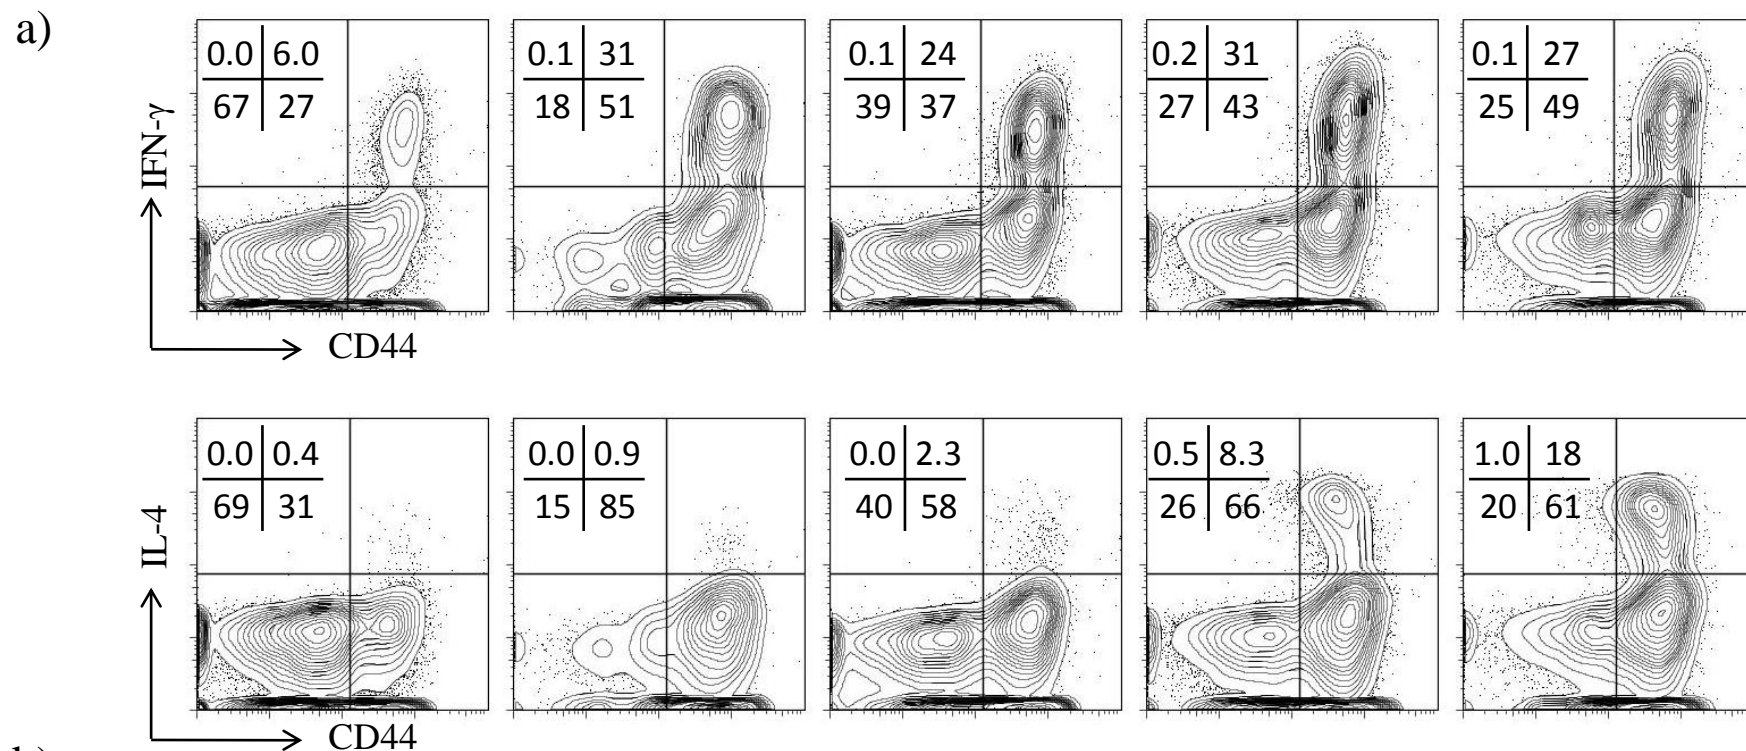 a)
0.0 6.0 0.1 31 0.1 24 0.2 31 0.1 27
67 27 18 51 39 37 27 43 25 49
IFN-γ
CD44
0.0 0.4 0.0 0.9 0.0 2.3 0.5 8.3 1.0 18
69 31 15 85 40 58 26 66 20 61
IL-4
CD44